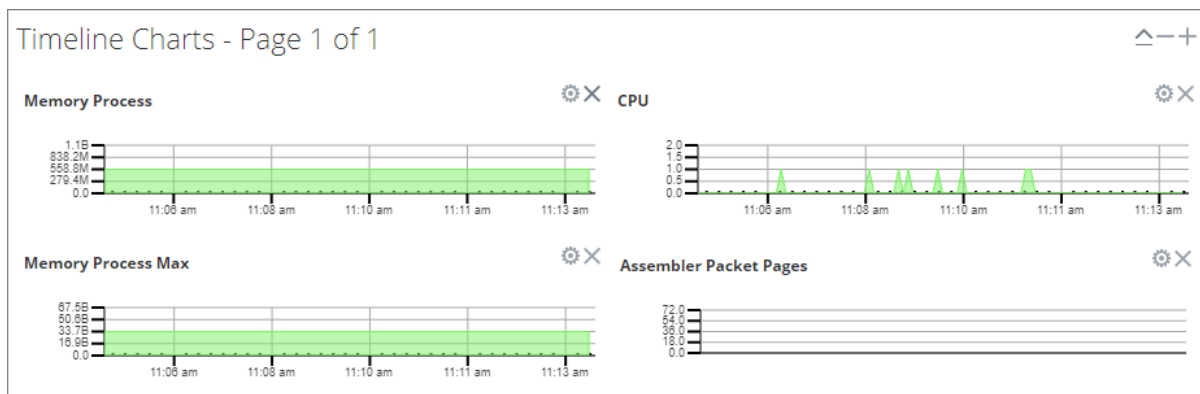 Timeline Charts - Page 1 of 1
Memory Process
1.1B
838.2M
558.8M
279.4M
0.0
11:06 am 11:08 am 11:10 am 11:11 am 11:13 am
CPU
2.0
1.5
1.0
0.5
0.0
11:06 am 11:08 am 11:10 am 11:11 am 11:13 am
Memory Process Max
67.5B
50.6B
33.7B
16.9B
0.0
11:06 am 11:08 am 11:10 am 11:11 am 11:13 am
Assembler Packet Pages
72.0
54.0
36.0
18.0
0.0